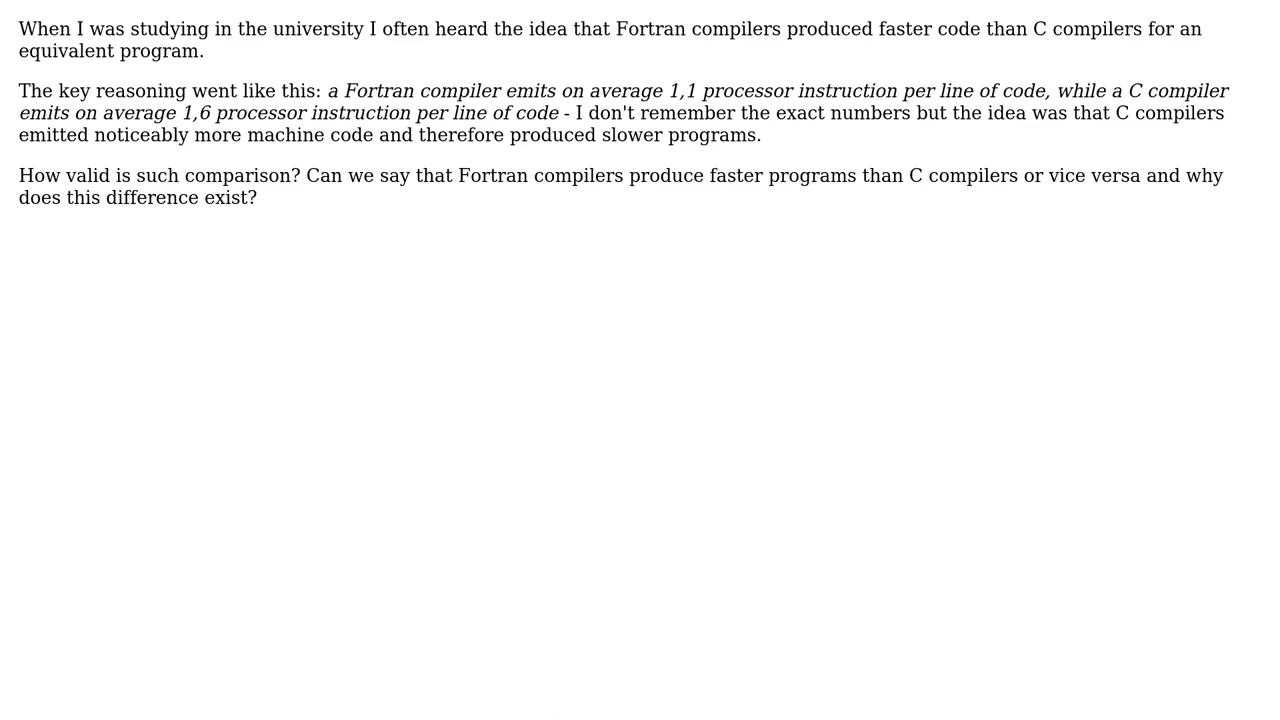 When I was studying in the university I often heard the idea that Fortran compilers produced faster code than C compilers for an
equivalent program.
The key reasoning went like this: a Fortran compiler emits on average 1,1 processor instruction per line of code, while a C compiler
emits on average 1,6 processor instruction per line of code - I don't remember the exact numbers but the idea was that C compilers
emitted noticeably more machine code and therefore produced slower programs.
How valid is such comparison? Can we say that Fortran compilers produce faster programs than C compilers or vice versa and why
does this difference exist?